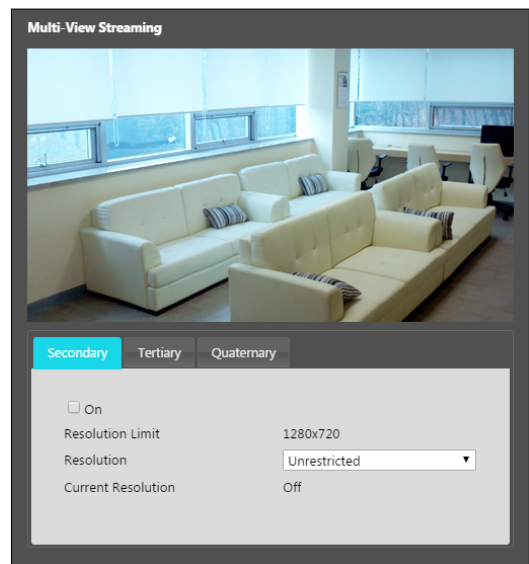 Multi-View Streaming
Secondary Tertiary Quaternary
On
Resolution Limit 1280x720
Resolution Unrestricted
Current Resolution Off